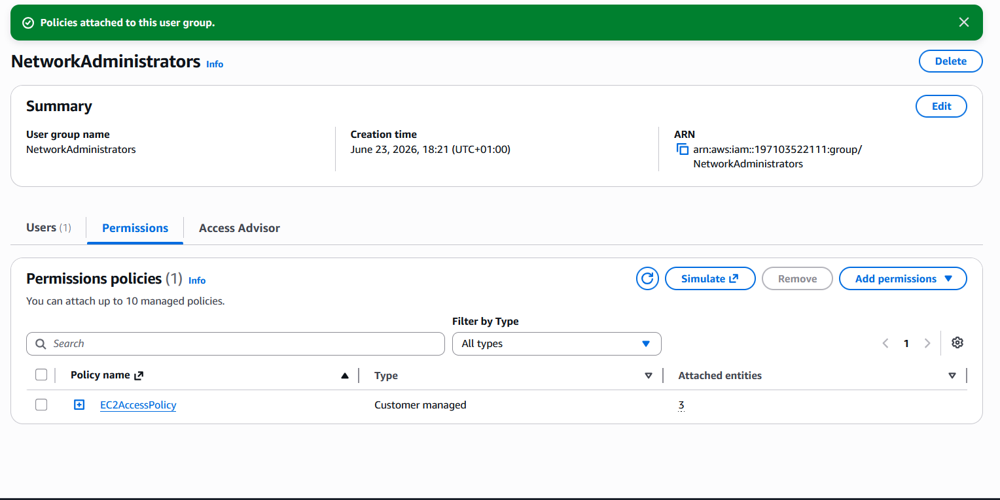 Policies attached to this user group.
NetworkAdministrators Info
Delete
Summary
Edit
User group name
NetworkAdministrators
Creation time
June 23, 2026, 18:21 (UTC+01:00)
ARN
arn:aws:iam::197103522111:group/
NetworkAdministrators
Users (1)
Permissions
Access Advisor
Permissions policies (1) Info
Simulate
Remove
Add permissions
You can attach up to 10 managed policies.
Filter by Type
Search
All types
1
Policy name
Type
Attached entities
EC2AccessPolicy
Customer managed
3